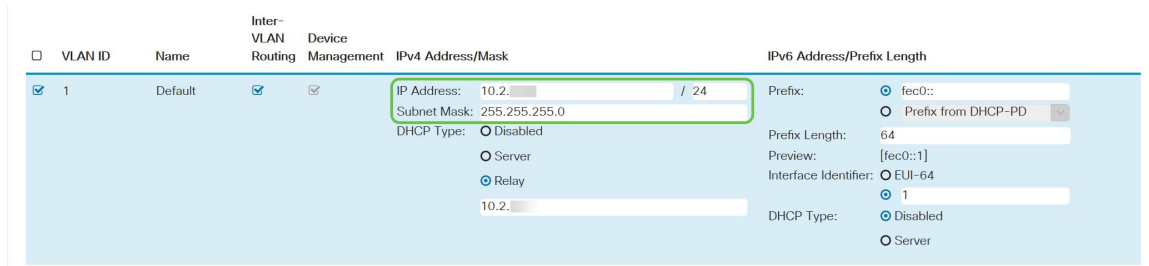 Inter-
VLAN Device
VLAN ID Name Routing Management IPv4 Address/Mask IPv6 Address/Prefix Length
1 Default IP Address: 10.2. / 24 Prefix: fec0::
Subnet Mask: 255.255.255.0 Prefix from DHCP-PD
DHCP Type: Disabled Prefix Length: 64
Server Preview: [fec0::1]
Relay Interface Identifier: EUI-64
10.2. 1
DHCP Type: Disabled
Server